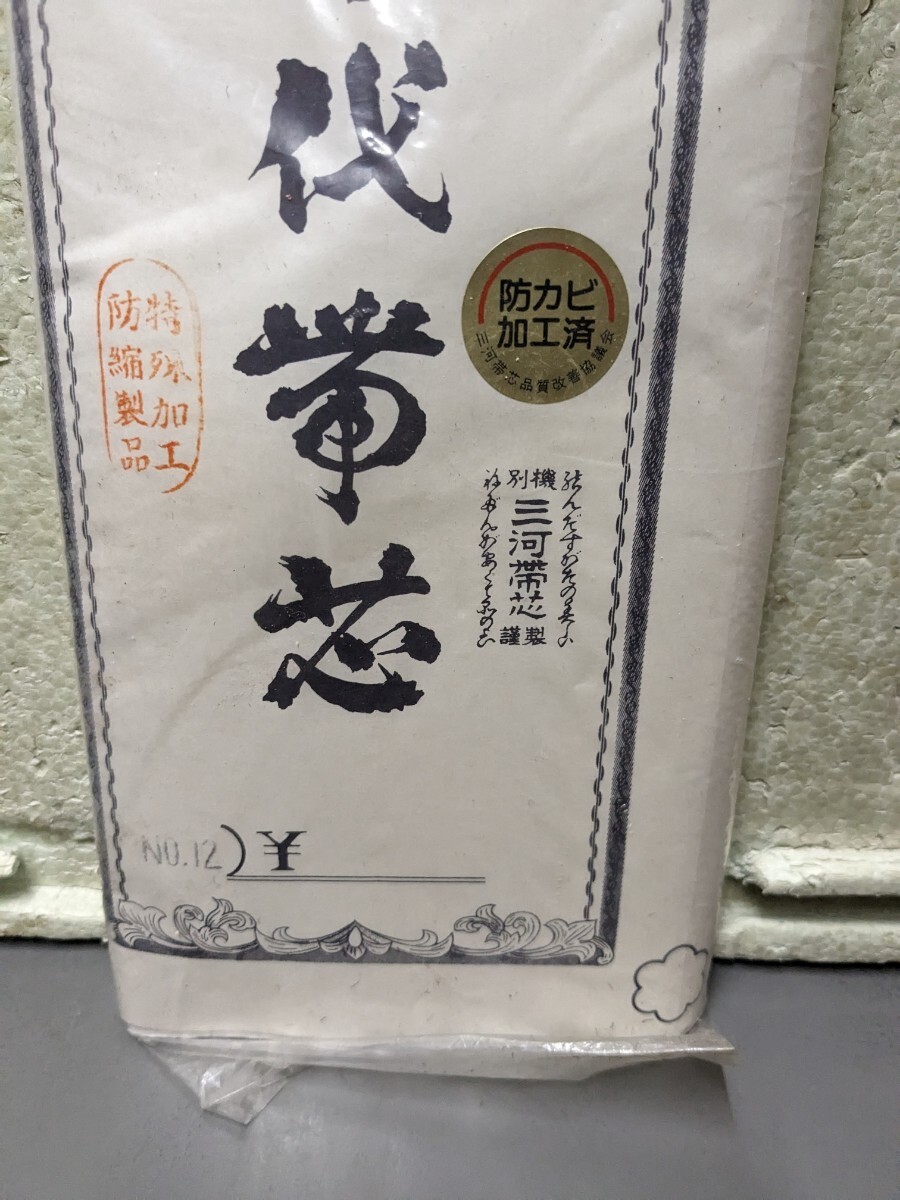 代帯芯
防カビ
加工済
三河帯芯品質改善協議会
特殊加工
防縮製品
機別
三河帯芯
謹製
NO.12
¥